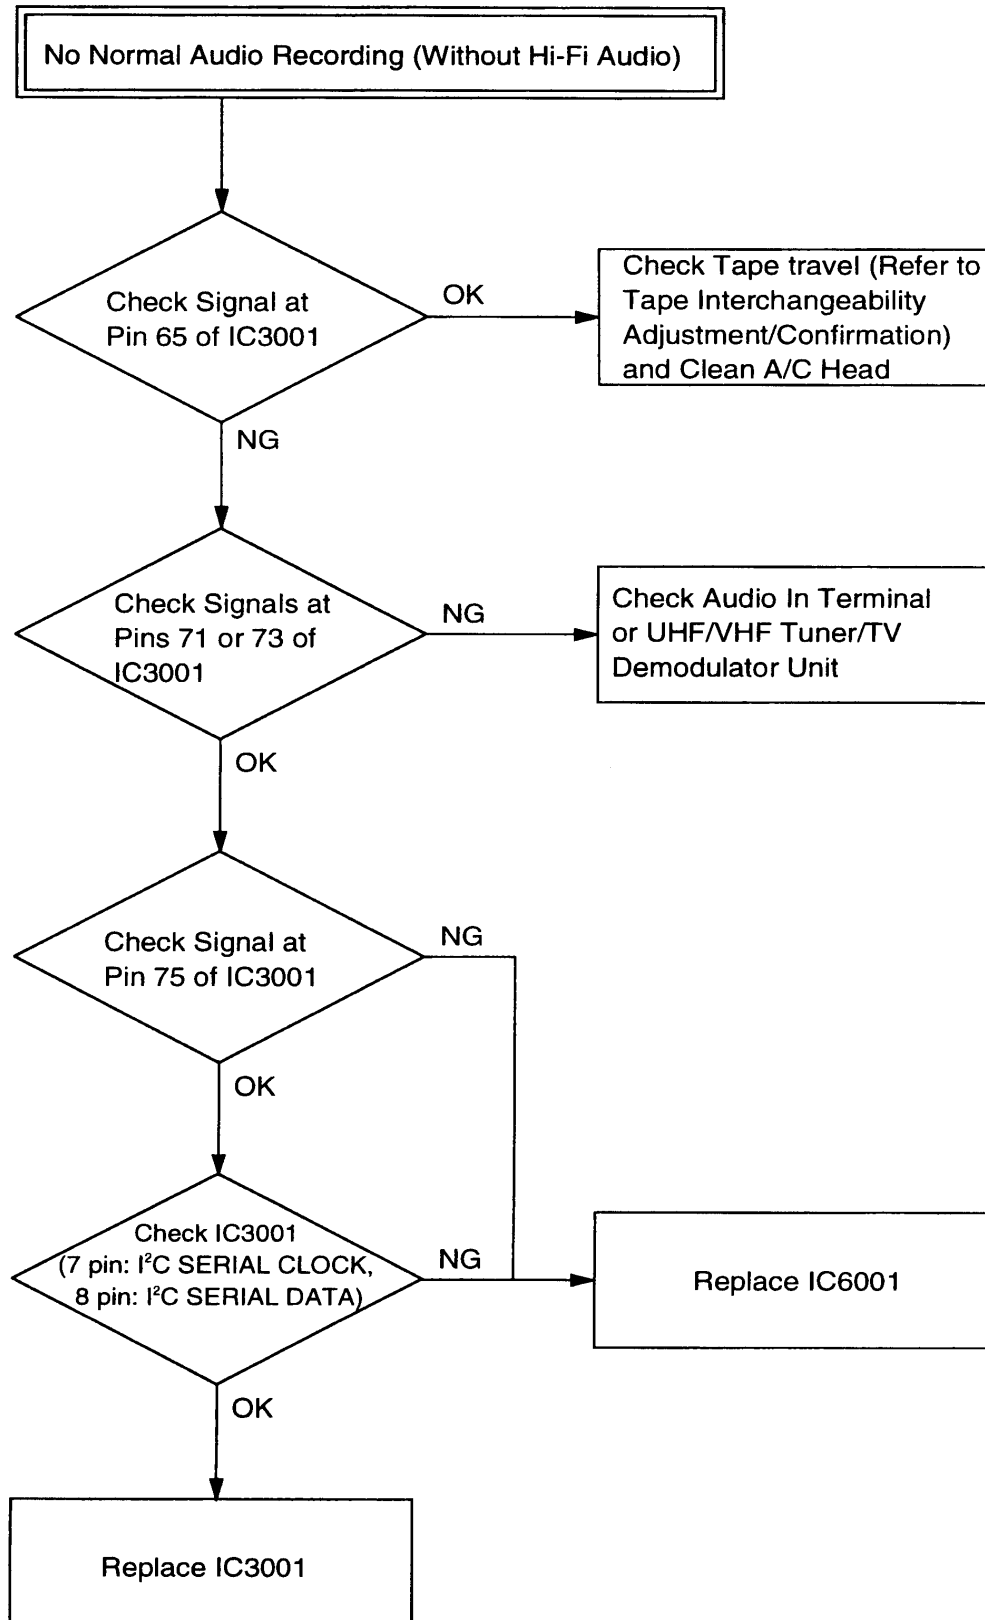 No Normal Audio Recording (Without Hi-Fi Audio)
Check Signal at
Pin 65 of IC3001
OK
Check Tape travel (Refer to
Tape Interchangeability
Adjustment/Confirmation)
and Clean A/C Head
NG
Check Signals at
Pins 71 or 73 of
IC3001
NG
Check Audio In Terminal
or UHF/VHF Tuner/TV
Demodulator Unit
OK
Check Signal at
Pin 75 of IC3001
NG
OK
Check IC3001
(7 pin: I²C SERIAL CLOCK,
8 pin: I²C SERIAL DATA)
NG
Replace IC6001
OK
Replace IC3001